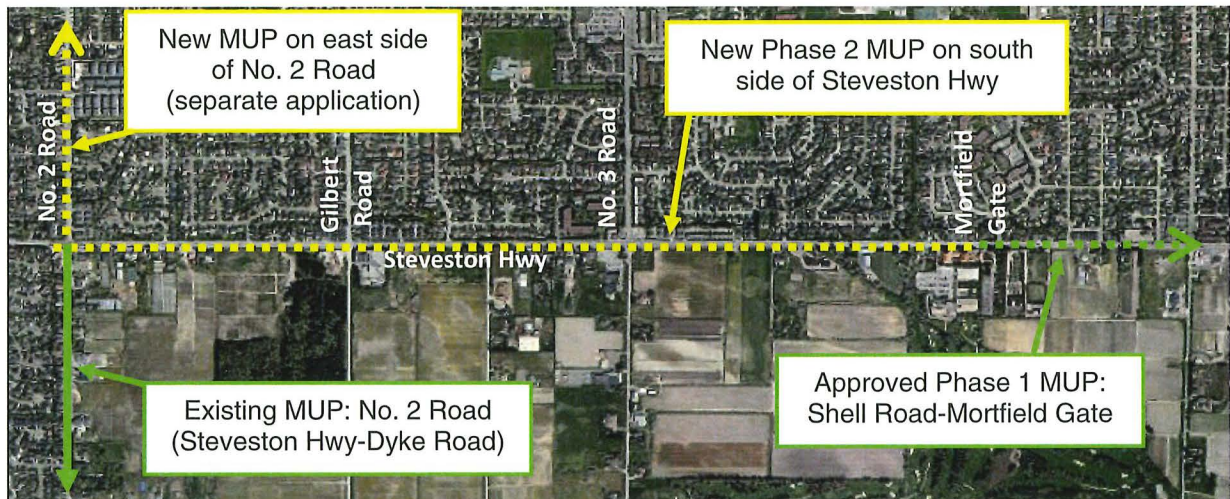 New MUP on east side
of No. 2 Road
(separate application)
New Phase 2 MUP on south
side of Steveston Hwy
No. 2 Road
Gilbert
Road
No. 3 Road
Mortfield
Gate
Steveston Hwy
Existing MUP: No. 2 Road
(Steveston Hwy-Dyke Road)
Approved Phase 1 MUP:
Shell Road-Mortfield Gate